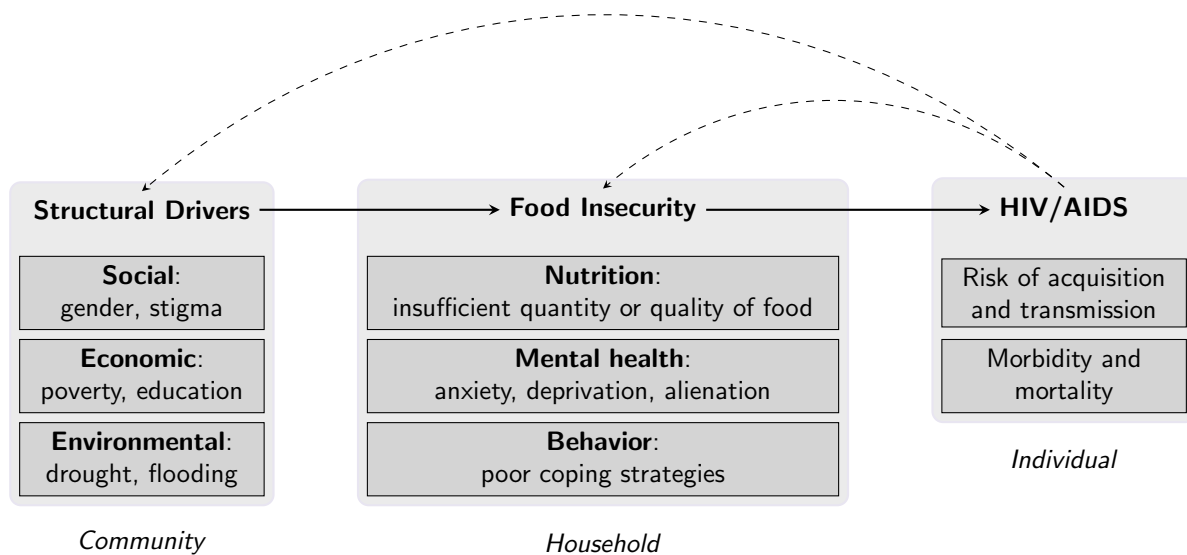 Structural Drivers
Social:
gender, stigma
Economic:
poverty, education
Environmental:
drought, flooding
Community
Food Insecurity
Nutrition:
insufficient quantity or quality of food
Mental health:
anxiety, deprivation, alienation
Behavior:
poor coping strategies
Household
HIV/AIDS
Risk of acquisition
and transmission
Morbidity and
mortality
Individual